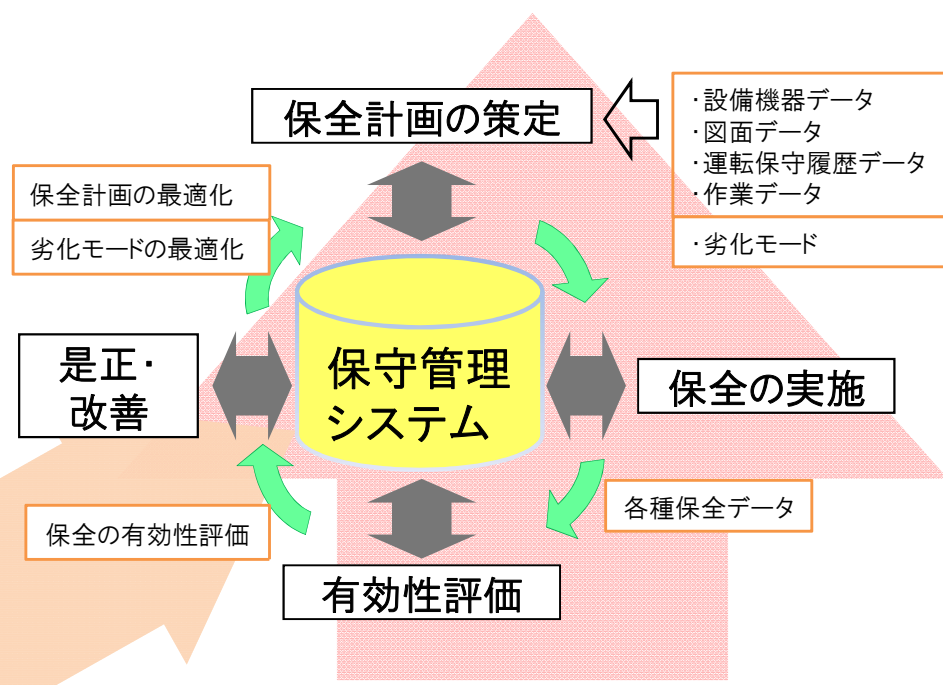 保全計画の策定
・設備機器データ
・図面データ
・運転保守履歴データ
・作業データ
・劣化モード
保全計画の最適化
劣化モードの最適化
是正・
改善
保守管理
システム
保全の実施
各種保全データ
保全の有効性評価
有効性評価